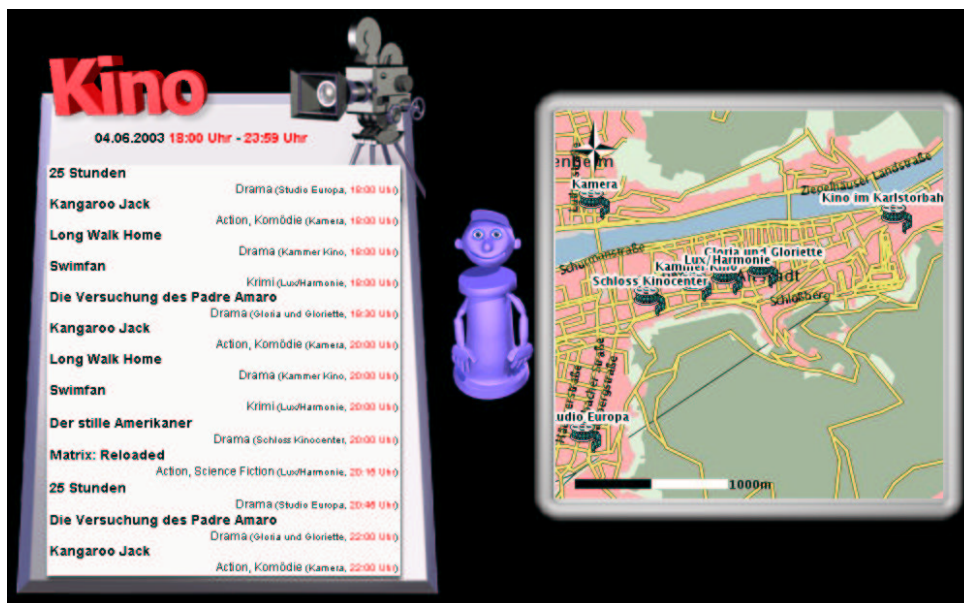 Kino
04.06.2003 18:00 Uhr - 23:59 Uhr
25 Stunden
Drama (Studio Europa, 18:00 Uhr)
Kangaroo Jack
Action, Komödie (Kamera, 18:00 Uhr)
Long Walk Home
Drama (Kammer Kino, 18:00 Uhr)
Swimfan
Krimi (Lux/Harmonie, 18:00 Uhr)
Die Versuchung des Padre Amaro
Drama (Gloria und Gloriette, 19:30 Uhr)
Kangaroo Jack
Action, Komödie (Kamera, 20:00 Uhr)
Long Walk Home
Drama (Kammer Kino, 20:00 Uhr)
Swimfan
Krimi (Lux/Harmonie, 20:00 Uhr)
Der stille Amerikaner
Drama (Schloss Kinocenter, 20:00 Uhr)
Matrix: Reloaded
Action, Science Fiction (Lux/Harmonie, 20:15 Uhr)
25 Stunden
Drama (Studio Europa, 20:45 Uhr)
Die Versuchung des Padre Amaro
Drama (Gloria und Gloriette, 22:00 Uhr)
Kangaroo Jack
Action, Komödie (Kamera, 22:00 Uhr)
enheim
Kamera
Ziegelhäuser Landstraße
Kino im Karlstorbah
Schurmanstraße
Gloria und Gloriette
Lux/Harmonie
Kammer Kino
Altstadt
Schloss Kinocenter
Schloßberg
udio Europa
1000m